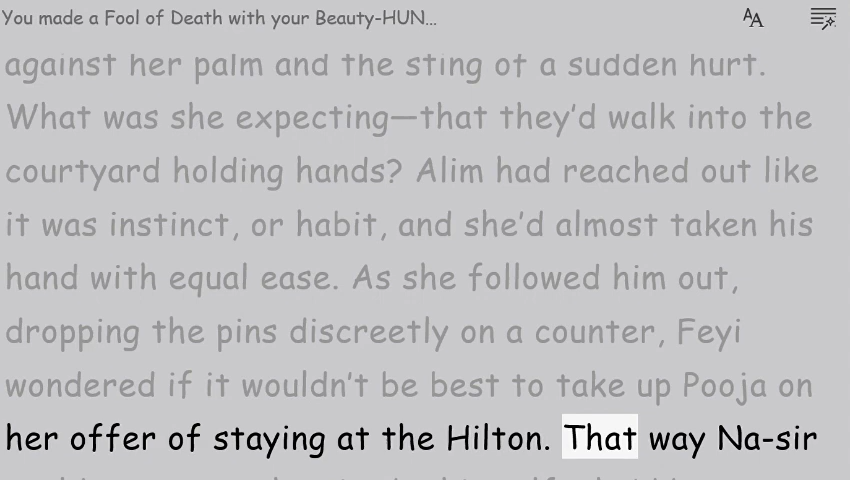 You made a Fool of Death with your Beauty-HUN...
AA
against her palm and the sting of a sudden hurt.
What was she expecting—that they’d walk into the
courtyard holding hands? Alim had reached out like
it was instinct, or habit, and she’d almost taken his
hand with equal ease. As she followed him out,
dropping the pins discreetly on a counter, Feyi
wondered if it wouldn’t be best to take up Pooja on
her offer of staying at the Hilton. That way Na-sir